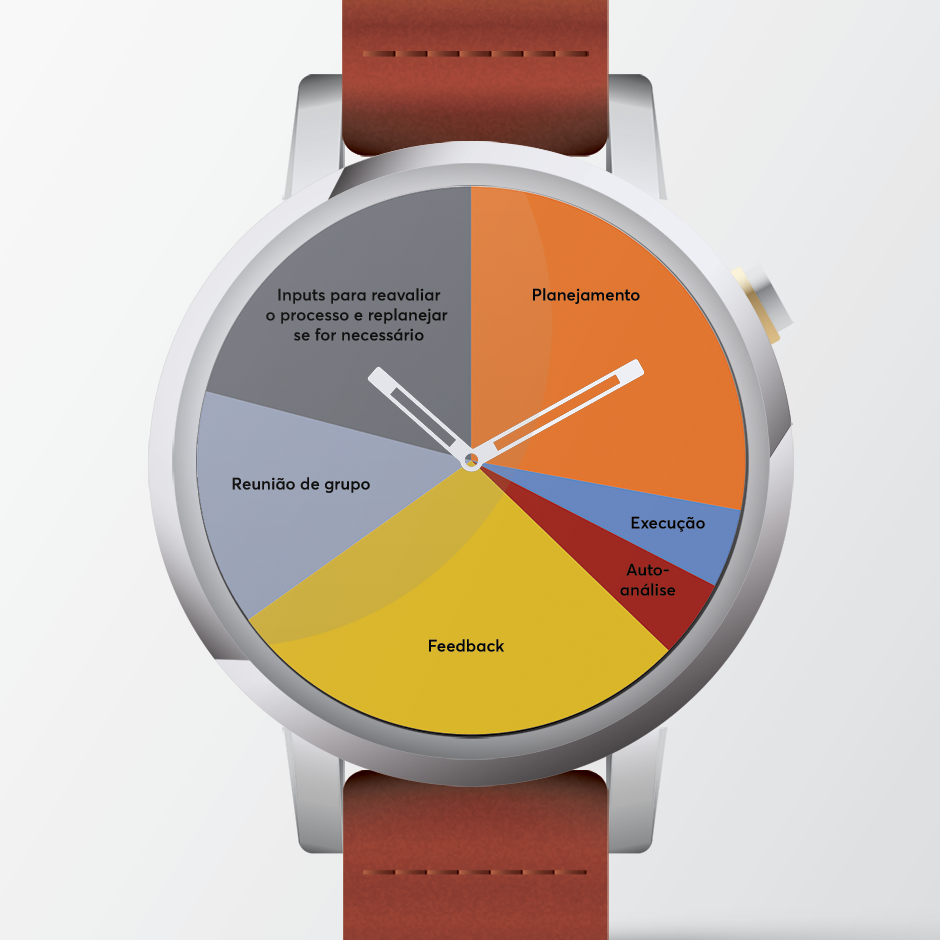 Inputs para reavaliar
o processo e replanejar
se for necessário
Planejamento
Reunião de grupo
Execução
Auto-
análise
Feedback